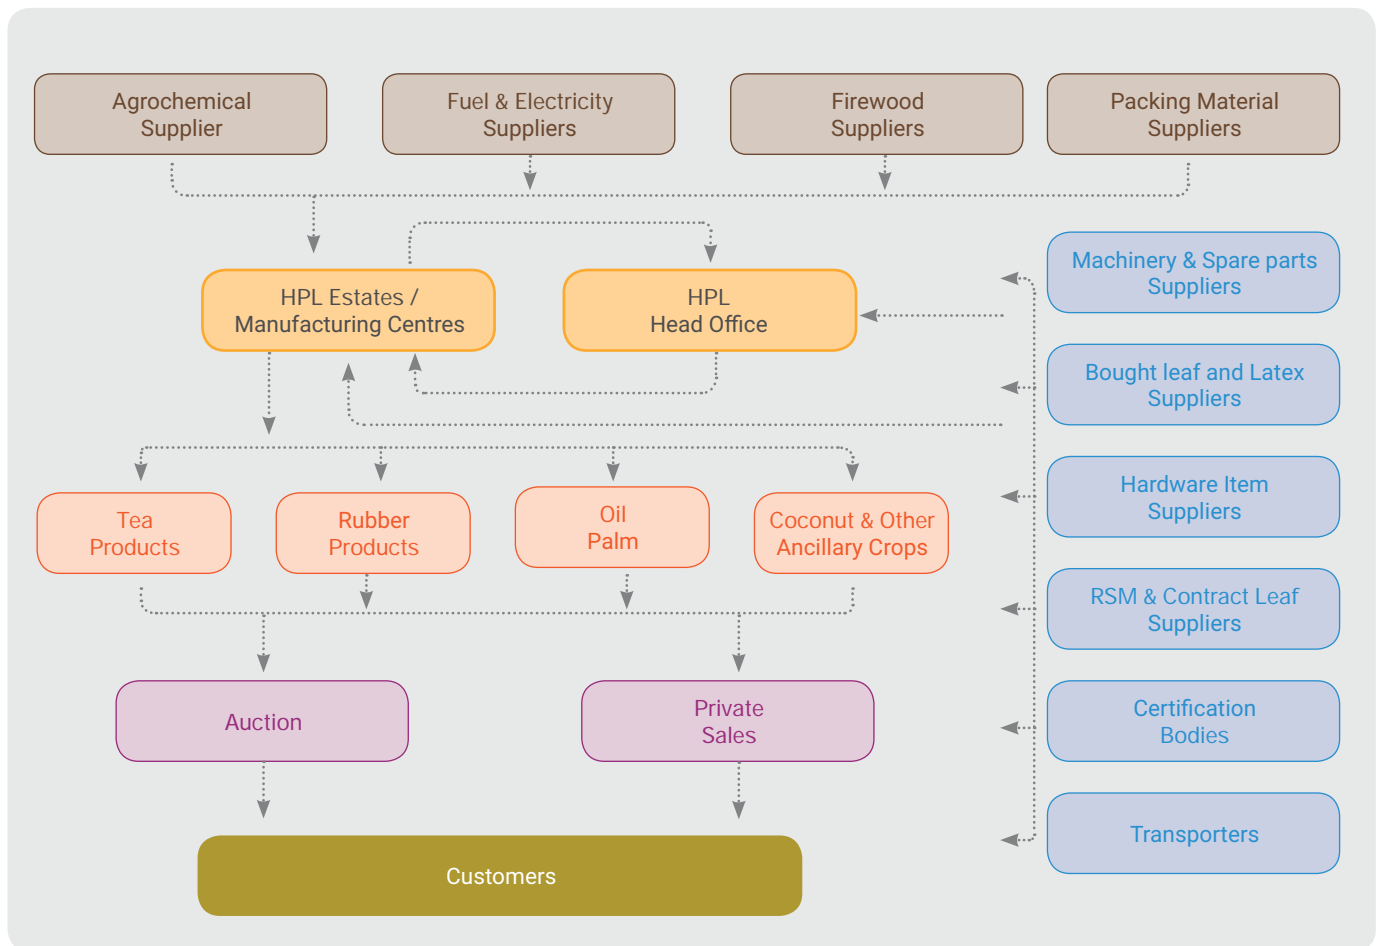 Agrochemical
Supplier
Fuel & Electricity
Suppliers
Firewood
Suppliers
Packing Material
Suppliers
HPL Estates /
Manufacturing Centres
HPL
Head Office
Machinery & Spare parts
Suppliers
Bought leaf and Latex
Suppliers
Hardware Item
Suppliers
RSM & Contract Leaf
Suppliers
Certification
Bodies
Transporters
Tea
Products
Rubber
Products
Oil
Palm
Coconut & Other
Ancillary Crops
Auction
Private
Sales
Customers